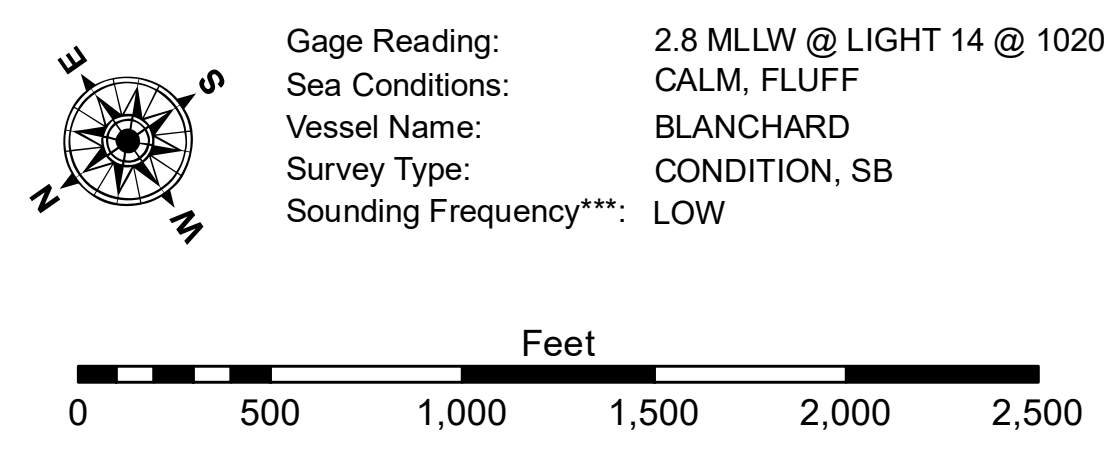 E
S
N
W
Gage Reading: 2.8 MLLW @ LIGHT 14 @ 1020
Sea Conditions: CALM, FLUFF
Vessel Name: BLANCHARD
Survey Type: CONDITION, SB
Sounding Frequency***: LOW
Feet
0 500 1,000 1,500 2,000 2,500